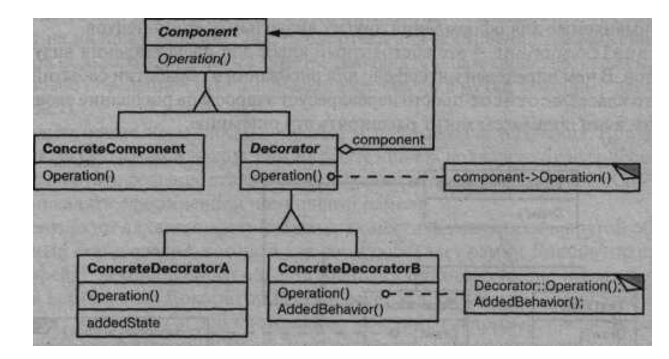 Component
Operation()
component
ConcreteComponent
Operation()
Decorator
Operation()
component->Operation()
ConcreteDecoratorA
Operation()
addedState
ConcreteDecoratorB
Operation()
AddedBehavior()
Decorator::Operation();
AddedBehavior();